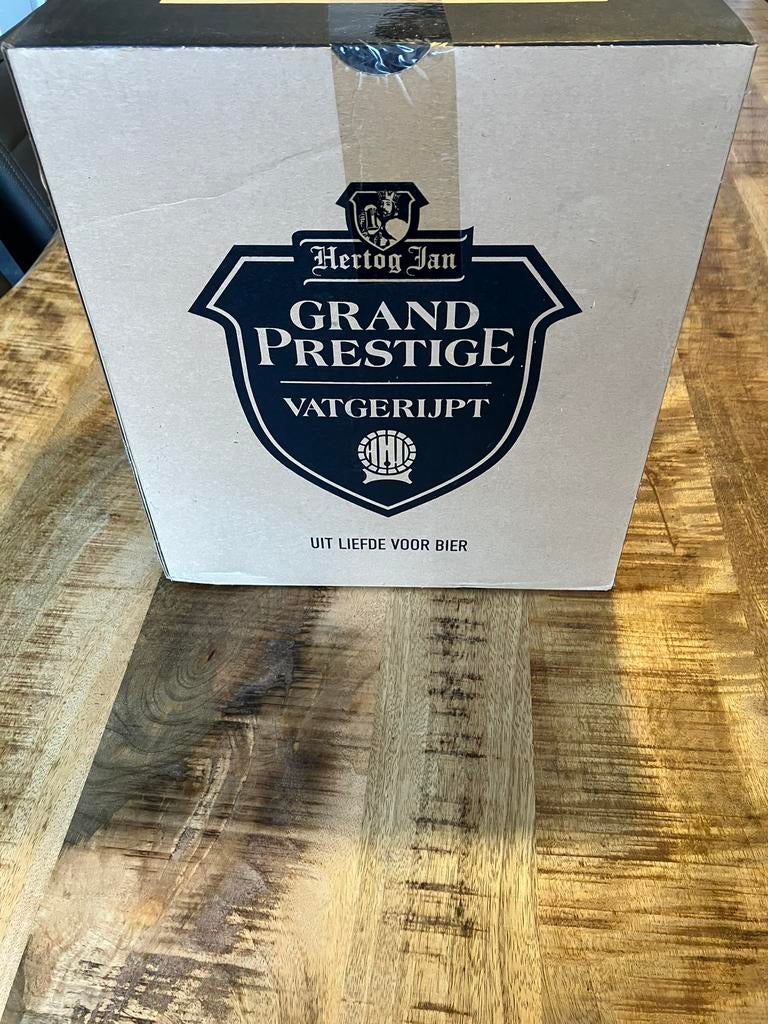 Hertog Jan
GRAND
PRESTIGE
VATGERIJPT
UIT LIEFDE VOOR BIER